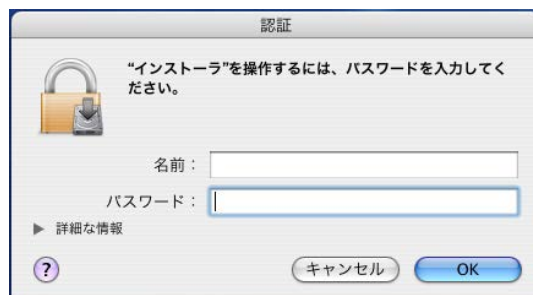 認証
“インストーラ”を操作するには、パスワードを入力してく
ださい。
名前：
パスワード：
▶ 詳細な情報
? キャンセル OK